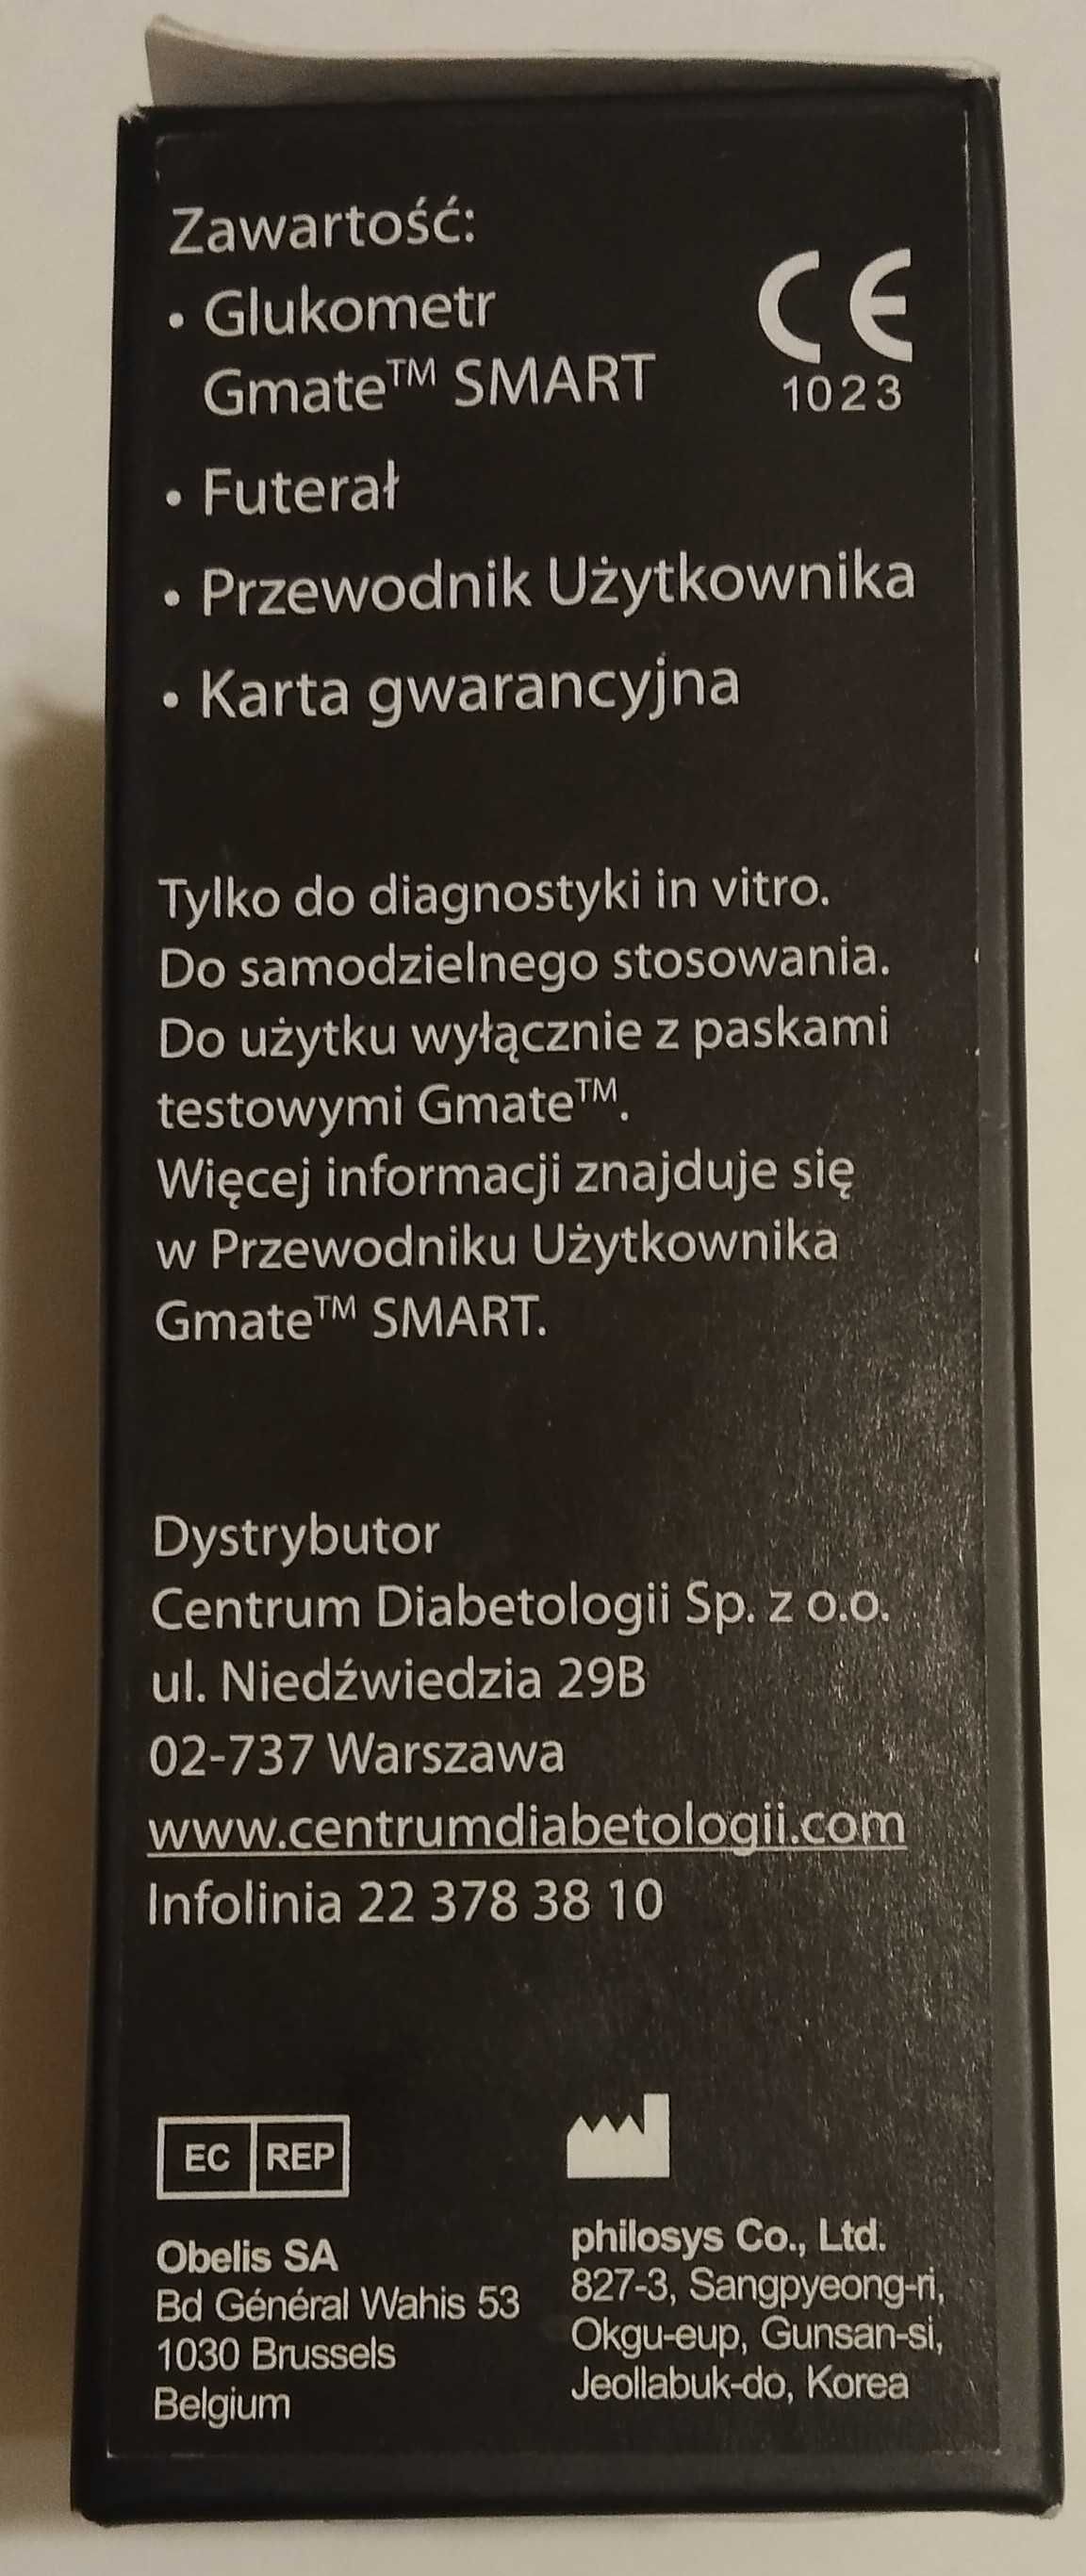 Zawartość:
• Glukometr
Gmate™ SMART
CE
1023
• Futerał
• Przewodnik Użytkownika
• Karta gwarancyjna
Tylko do diagnostyki in vitro.
Do samodzielnego stosowania.
Do użytku wyłącznie z paskami
testowymi Gmate™.
Więcej informacji znajduje się
w Przewodniku Użytkownika
Gmate™ SMART.
Dystrybutor
Centrum Diabetologii Sp. z o.o.
ul. Niedźwiedzia 29B
02-737 Warszawa
www.centrumdiabetologii.com
Infolinia 22 378 38 10
EC REP
Obelis SA
Bd Général Wahis 53
1030 Brussels
Belgium
philosys Co., Ltd.
827-3, Sangpyeong-ri,
Okgu-eup, Gunsan-si,
Jeollabuk-do, Korea